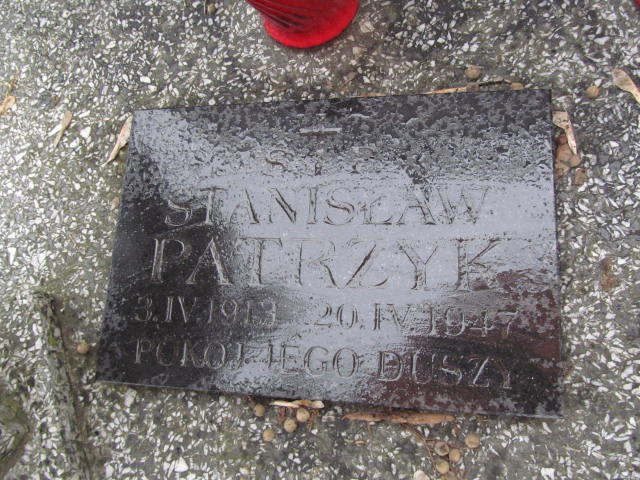 Ś.P.
STANISŁAW
PATRZYK
3.IV.1913 20.IV.1947
POKÓJ JEGO DUSZY